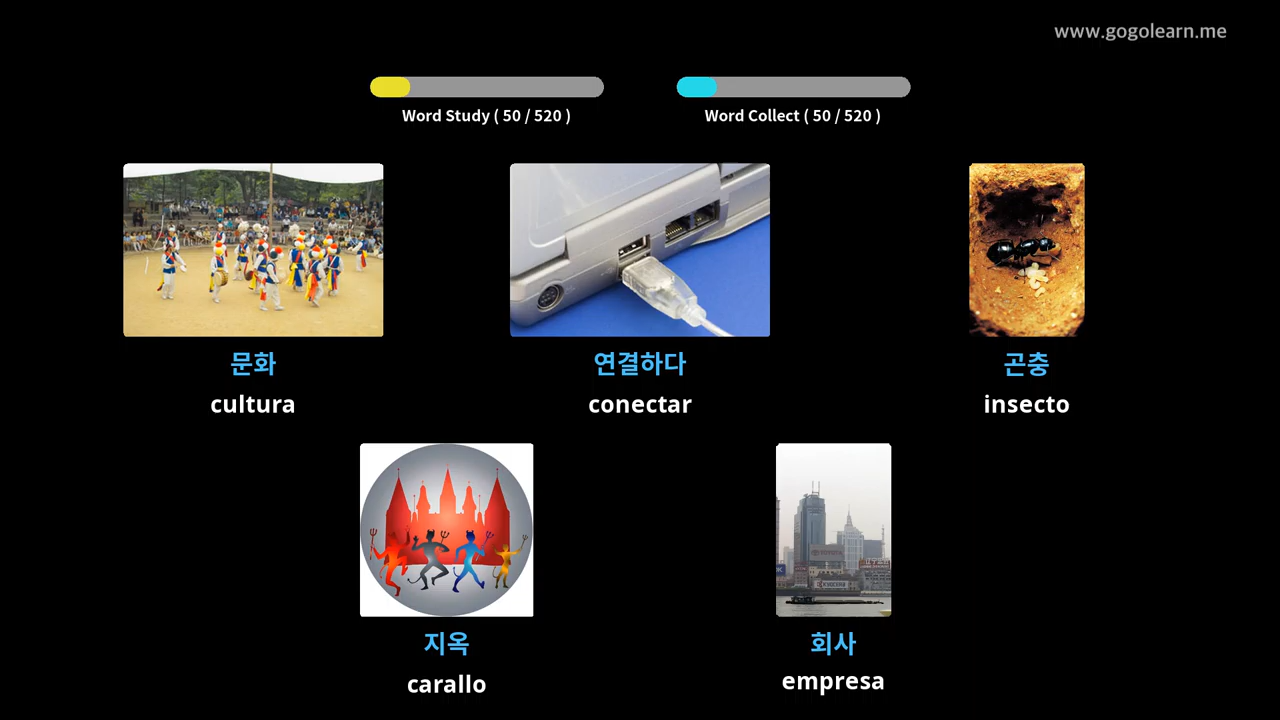 www.gogolearn.me
Word Study ( 50 / 520 )
Word Collect ( 50 / 520 )
문화
연결하다
곤충
cultura
conectar
insecto
TOYOTA
지옥
회사
carallo
empresa